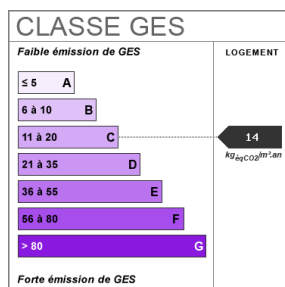 CLASSE GES
Faible émission de GES
LOGEMENT
≤ 5 A
6 à 10 B
11 à 20 C
14
kgéqCO2/m².an
21 à 35 D
36 à 55 E
56 à 80 F
> 80 G
Forte émission de GES